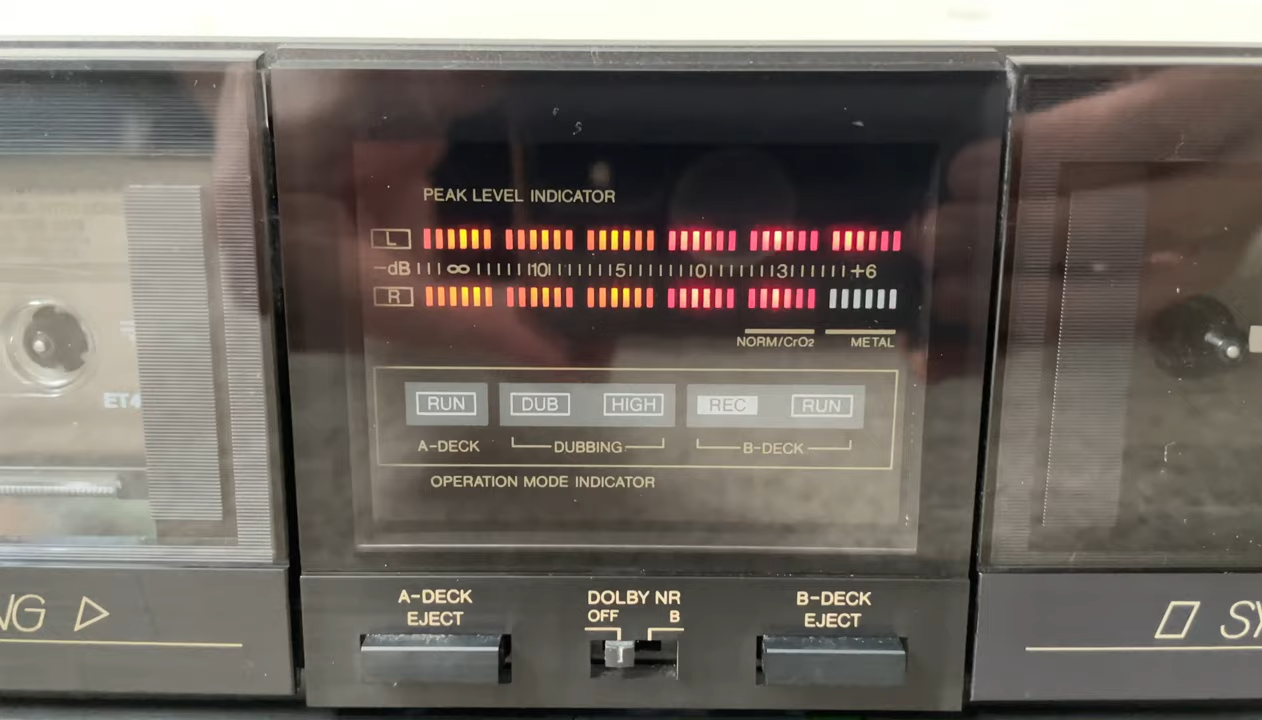 PEAK LEVEL INDICATOR
L
-dB ∞ 10 5 0 3 +6
R
NORM/CrO2 METAL
RUN DUB HIGH REC RUN
A-DECK DUBBING B-DECK
OPERATION MODE INDICATOR
ET4
A-DECK
EJECT
DOLBY NR
OFF B
B-DECK
EJECT
NG
SY